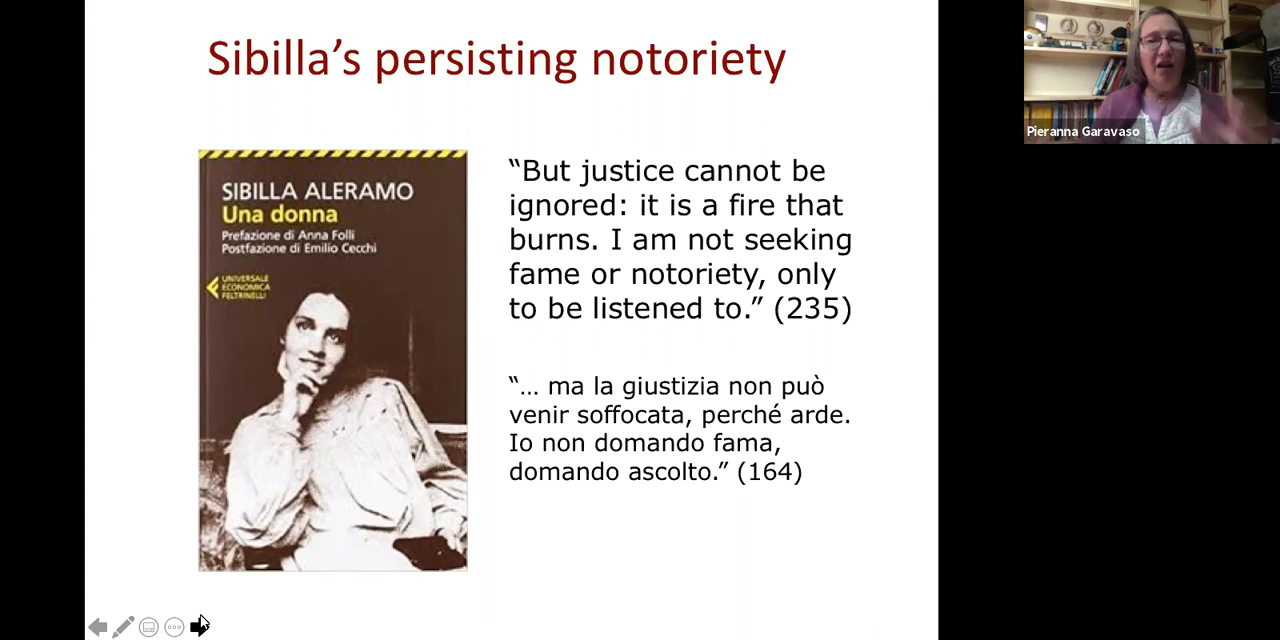 Sibilla’s persisting notoriety
SIBILLA ALERAMO
Una donna
Prefazione di Anna Folli
Postfazione di Emilio Cecchi
UNIVERSALE
ECONOMICA
FELTRINELLI
“But justice cannot be
ignored: it is a fire that
burns. I am not seeking
fame or notoriety, only
to be listened to.” (235)
“… ma la giustizia non può
venir soffocata, perché arde.
Io non domando fama,
domando ascolto.” (164)
Pieranna Garavaso